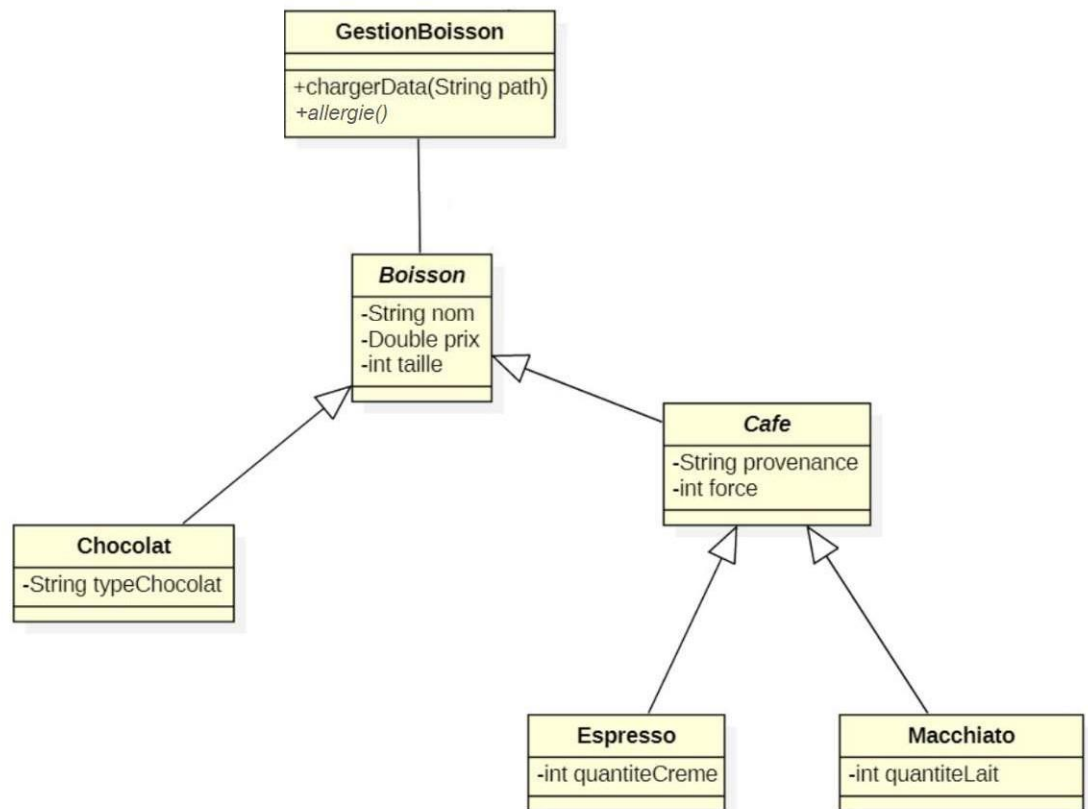 GestionBoisson
+chargerData(String path)
+allergie()
Boisson
-String nom
-Double prix
-int taille
Cafe
-String provenance
-int force
Chocolat
-String typeChocolat
Espresso
-int quantiteCreme
Macchiato
-int quantiteLait